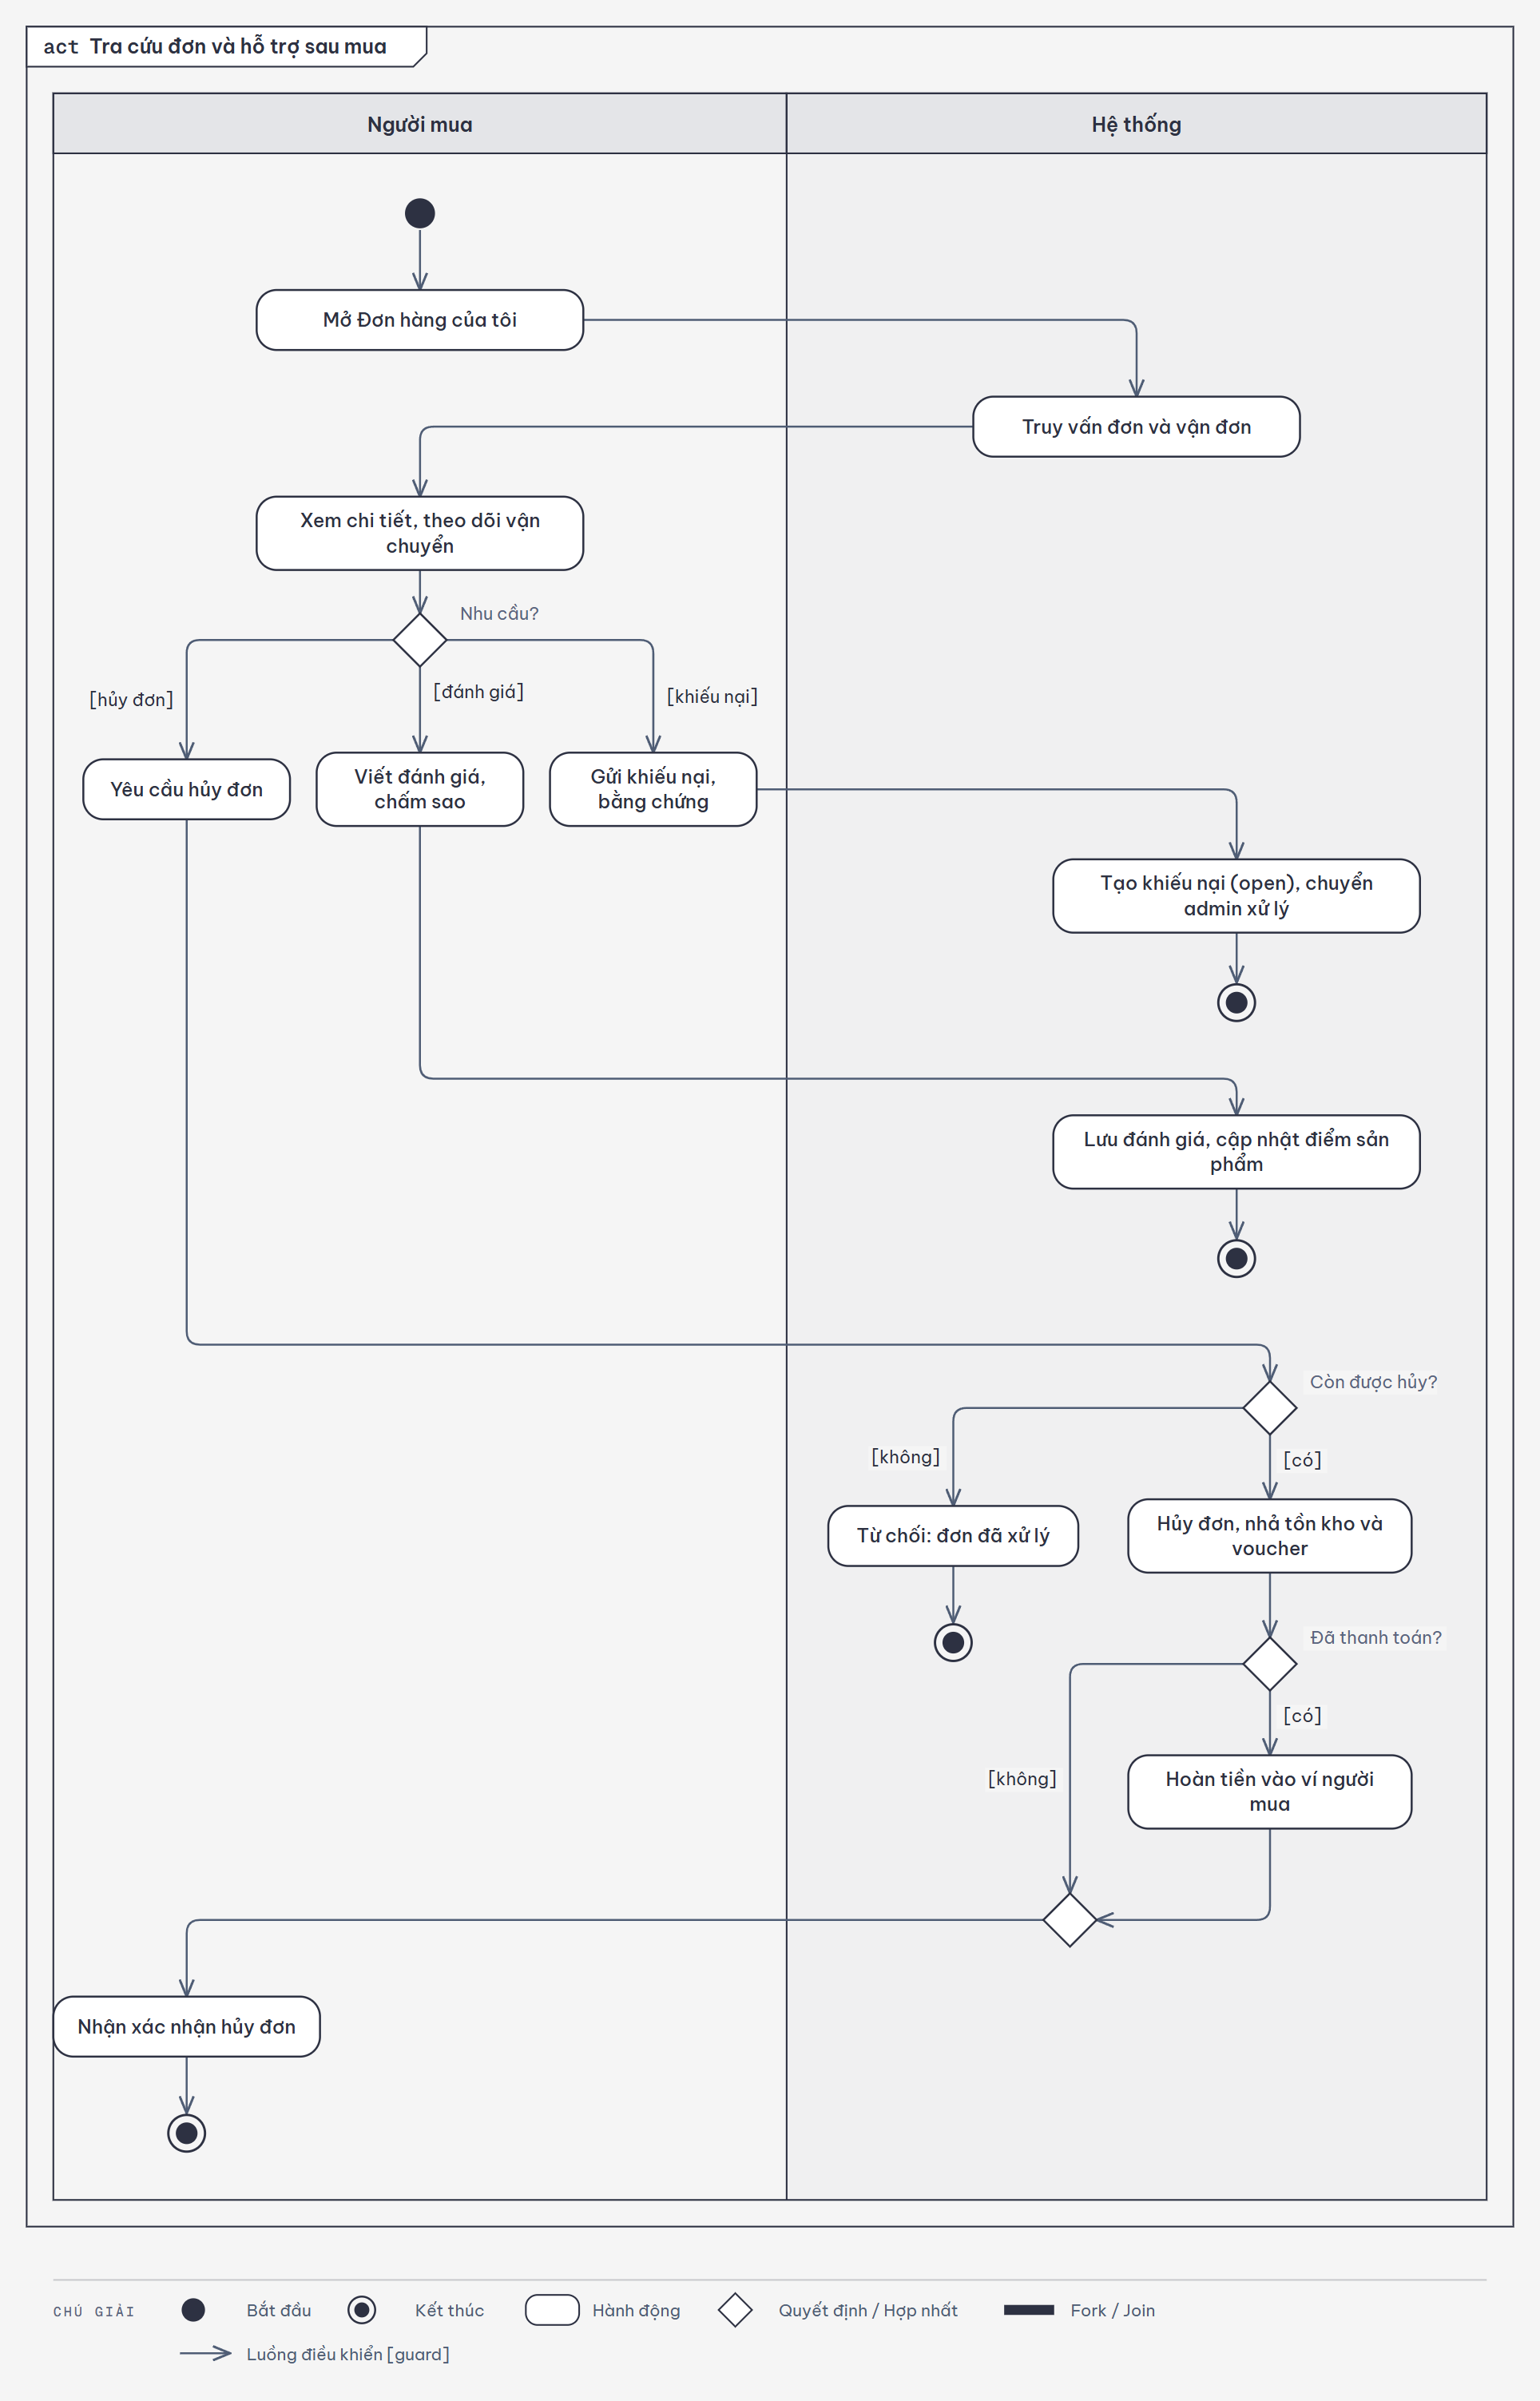 act Tra cứu đơn và hỗ trợ sau mua
Người mua
Hệ thống
Mở Đơn hàng của tôi
Truy vấn đơn và vận đơn
Xem chi tiết, theo dõi vận
chuyển
Nhu cầu?
[hủy đơn]
[đánh giá]
[khiếu nại]
Yêu cầu hủy đơn
Viết đánh giá,
chấm sao
Gửi khiếu nại,
bằng chứng
Tạo khiếu nại (open), chuyển
admin xử lý
Lưu đánh giá, cập nhật điểm sản
phẩm
Còn được hủy?
[không]
[có]
Từ chối: đơn đã xử lý
Hủy đơn, nhả tồn kho và
voucher
Đã thanh toán?
[có]
[không]
Hoàn tiền vào ví người
mua
Nhận xác nhận hủy đơn
CHÚ GIẢI
Bắt đầu
Kết thúc
Hành động
Quyết định / Hợp nhất
Fork / Join
Luồng điều khiển [guard]